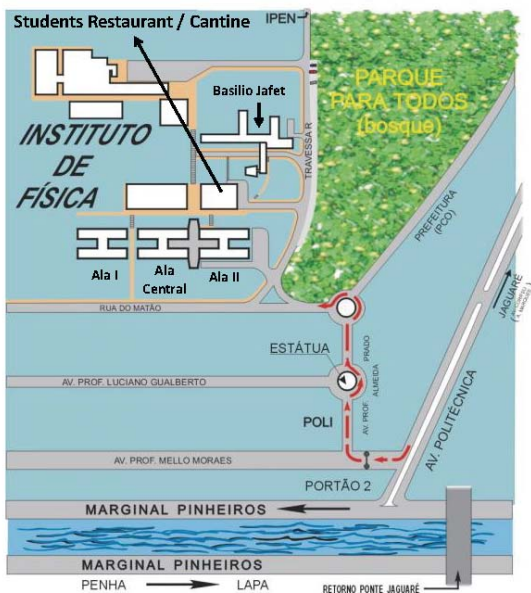 IPEN
Students Restaurant / Cantine
Basilio Jafet
PARQUE
PARA TODOS
(bosque)
INSTITUTO
DE
FÍSICA
TRAVESSA R
PREFEITURA
(PCO)
Ala I
Ala
Central
Ala II
JAGUARÉ
RUA DO MATÃO
ESTÁTUA
PRADO
ALMEIDA
AV. PROF.
AV. PROF. LUCIANO GUALBERTO
POLI
AV. POLITÉCNICA
AV. PROF. MELLO MORAES
PORTÃO 2
MARGINAL PINHEIROS
MARGINAL PINHEIROS
PENHA LAPA
RETORNO PONTE JAGUARÉ